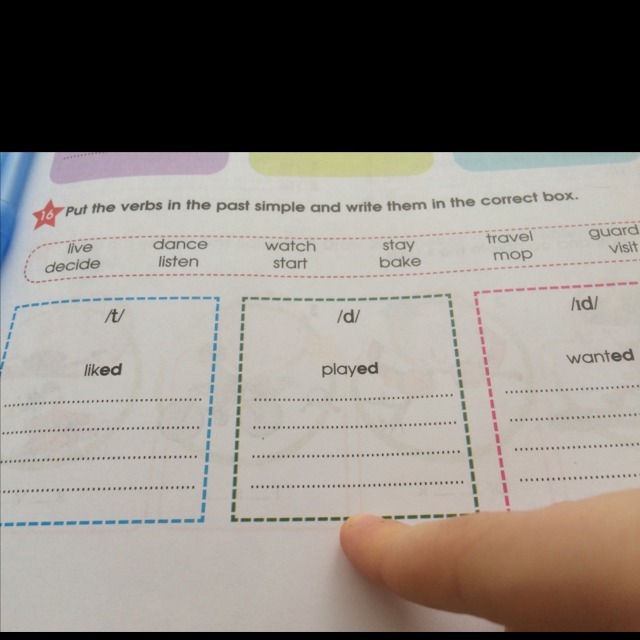 16 Put the verbs in the past simple and write them in the correct box.
live dance watch stay travel guard
decide listen start bake mop visit
/t/ /d/ /ɪd/
liked played wanted